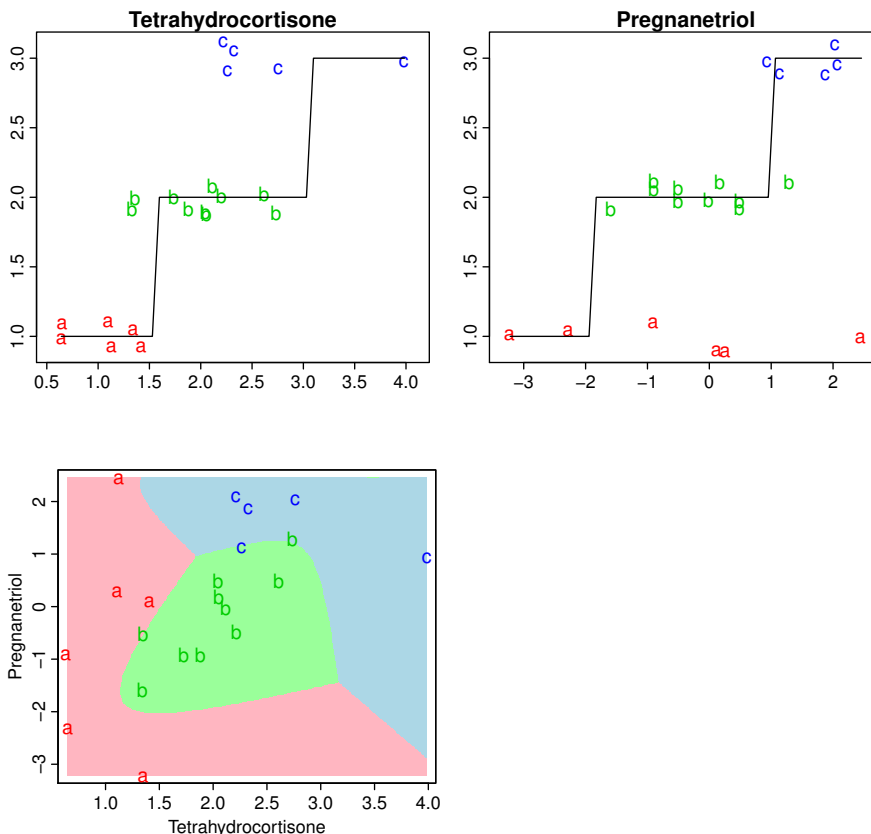 Tetrahydrocortisone
Pregnanetriol
3.0
2.5
2.0
1.5
1.0
c c c c c
b b b b b b b b b b
a a a a a a
0.5 1.0 1.5 2.0 2.5 3.0 3.5 4.0
3.0
2.5
2.0
1.5
1.0
c c c c c
b b b b b b b b b b
a a a a a a
−3 −2 −1 0 1 2
Pregnanetriol
2
1
0
−1
−2
−3
a c c c
c b c
a a b b
b b
b b b b
a b
a
a
1.0 1.5 2.0 2.5 3.0 3.5 4.0
Tetrahydrocortisone